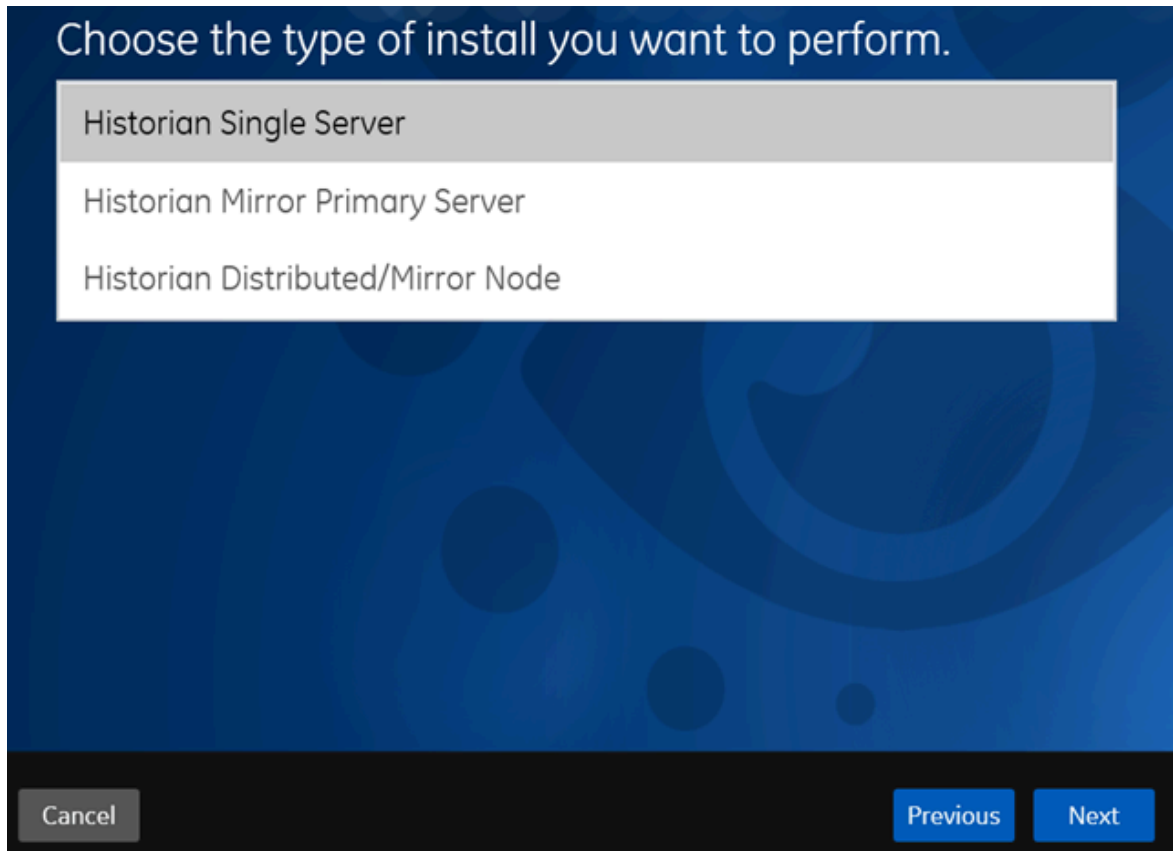 Choose the type of install you want to perform.
Historian Single Server
Historian Mirror Primary Server
Historian Distributed/Mirror Node
Cancel
Previous
Next